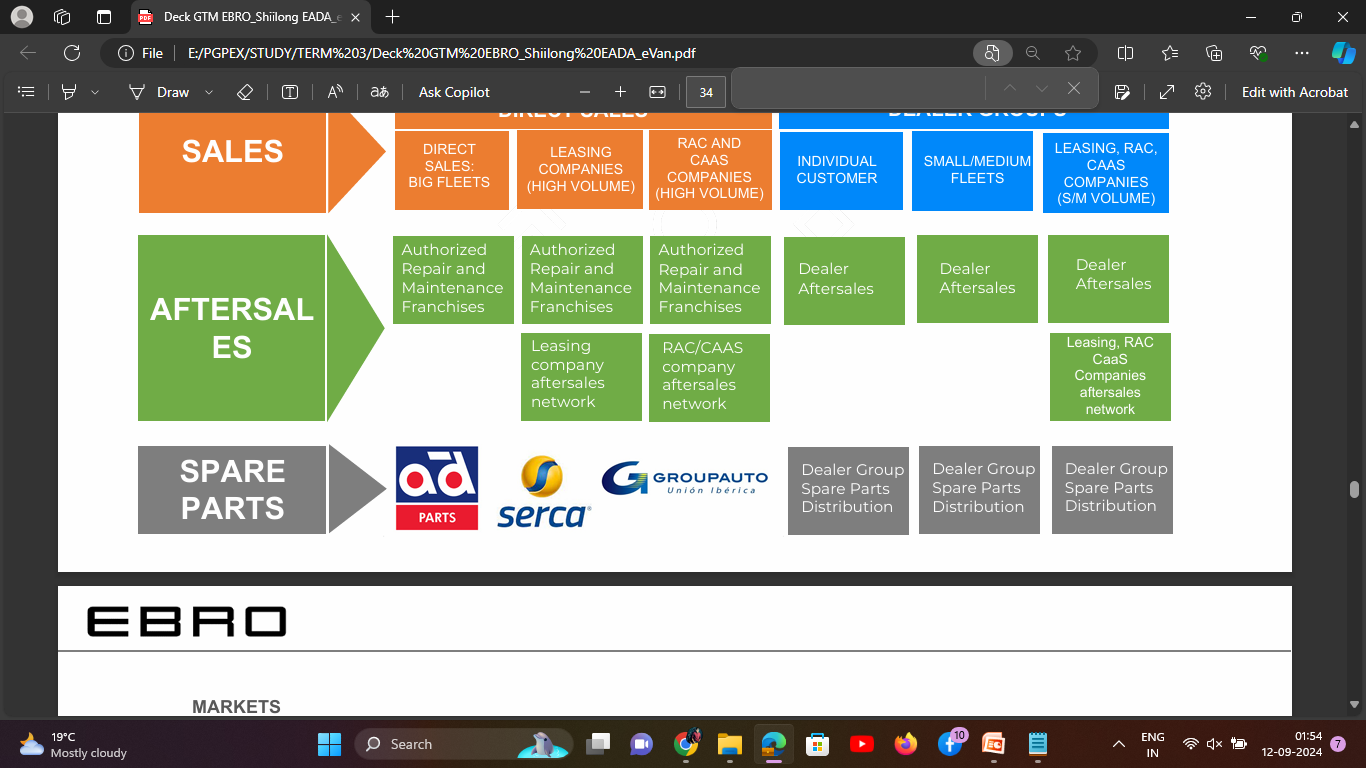 Deck GTM EBRO_Shiilong EADA_e
File
E:/PGPEX/STUDY/TERM%203/Deck%20GTM%20EBRO_Shiilong%20EADA_eVan.pdf
Draw
Ask Copilot
34
Edit with Acrobat
DIRECT SALES
DEALER GROUPS
SALES
DIRECT
SALES:
BIG FLEETS
LEASING
COMPANIES
(HIGH VOLUME)
RAC AND
CAAS
COMPANIES
(HIGH VOLUME)
INDIVIDUAL
CUSTOMER
SMALL/MEDIUM
FLEETS
LEASING, RAC,
CAAS
COMPANIES
(S/M VOLUME)
AFTERSAL
ES
Authorized
Repair and
Maintenance
Franchises
Authorized
Repair and
Maintenance
Franchises
Authorized
Repair and
Maintenance
Franchises
Dealer
Aftersales
Dealer
Aftersales
Dealer
Aftersales
Leasing
company
aftersales
network
RAC/CAAS
company
aftersales
network
Leasing, RAC
CaaS
Companies
aftersales
network
SPARE
PARTS
ad
PARTS
serca
GROUPAUTO
Unión Ibérica
Dealer Group
Spare Parts
Distribution
Dealer Group
Spare Parts
Distribution
Dealer Group
Spare Parts
Distribution
EBRO
MARKETS
19°C
Mostly cloudy
Search
10
ENG
IN
01:54
12-09-2024
7